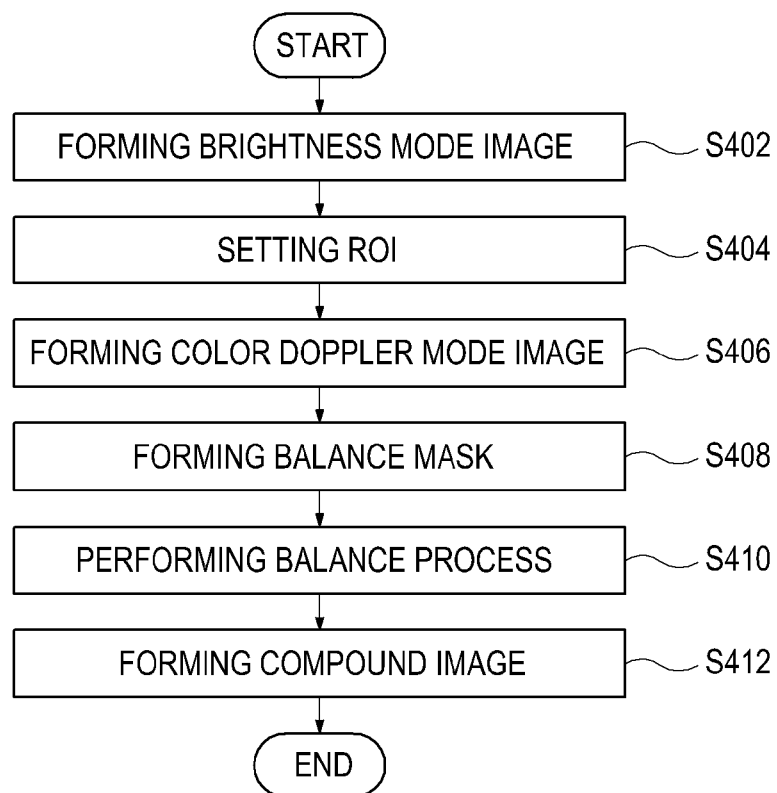 START
FORMING BRIGHTNESS MODE IMAGE S402
SETTING ROI S404
FORMING COLOR DOPPLER MODE IMAGE S406
FORMING BALANCE MASK S408
PERFORMING BALANCE PROCESS S410
FORMING COMPOUND IMAGE S412
END